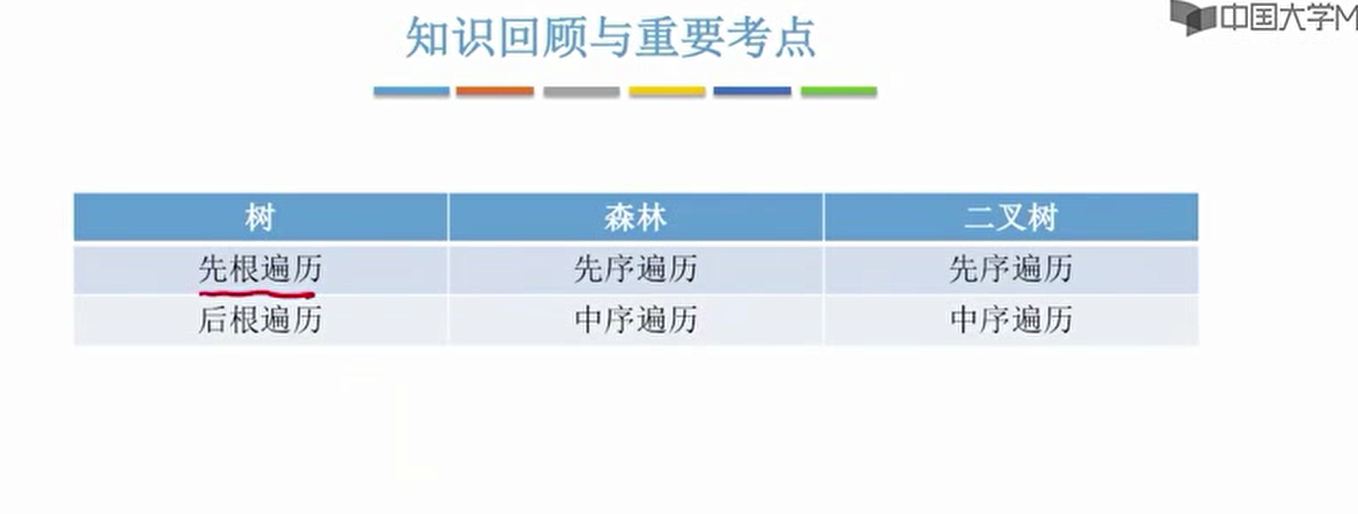 中国大学M
知识回顾与重要考点
树 森林 二叉树
先根遍历 先序遍历 先序遍历
后根遍历 中序遍历 中序遍历